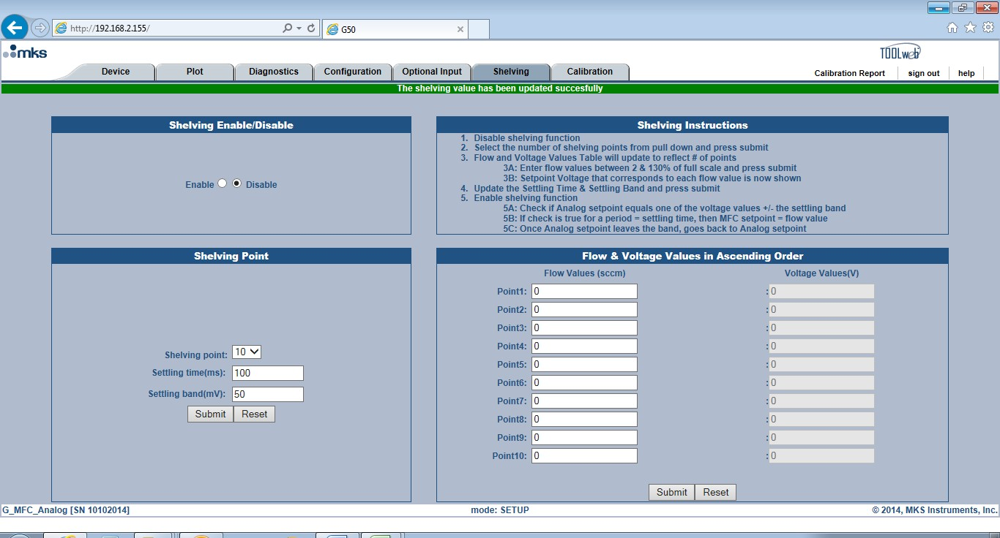 http://192.168.2.155/
G50
mks
TOOLweb
Device
Plot
Diagnostics
Configuration
Optional Input
Shelving
Calibration
Calibration Report
sign out
help
The shelving value has been updated succesfully
Shelving Enable/Disable
Enable
Disable
Shelving Instructions
1. Disable shelving function
2. Select the number of shelving points from pull down and press submit
3. Flow and Voltage Values Table will update to reflect # of points
3A: Enter flow values between 2 & 130% of full scale and press submit
3B: Setpoint Voltage that corresponds to each flow value is now shown
4. Update the Settling Time & Settling Band and press submit
5. Enable shelving function
5A: Check if Analog setpoint equals one of the voltage values +/- the settling band
5B: If check is true for a period = settling time, then MFC setpoint = flow value
5C: Once Analog setpoint leaves the band, goes back to Analog setpoint
Shelving Point
Shelving point: 10
Settling time(ms): 100
Settling band(mV): 50
Submit Reset
Flow & Voltage Values in Ascending Order
Flow Values (sccm) Voltage Values(V)
Point1: 0 :0
Point2: 0 :0
Point3: 0 :0
Point4: 0 :0
Point5: 0 :0
Point6: 0 :0
Point7: 0 :0
Point8: 0 :0
Point9: 0 :0
Point10: 0 :0
Submit Reset
G_MFC_Analog [SN 10102014]
mode: SETUP
© 2014, MKS Instruments, Inc.